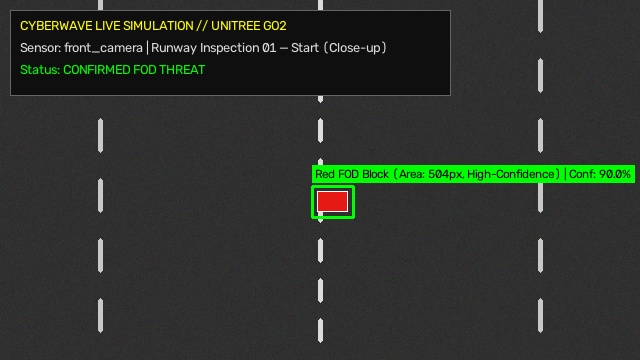 CYBERWAVE LIVE SIMULATION // UNITREE GO2
Sensor: front_camera | Runway Inspection 01 — Start (Close-up)
Status: CONFIRMED FOD THREAT
Red FOD Block (Area: 504px, High-Confidence) | Conf: 90.0%